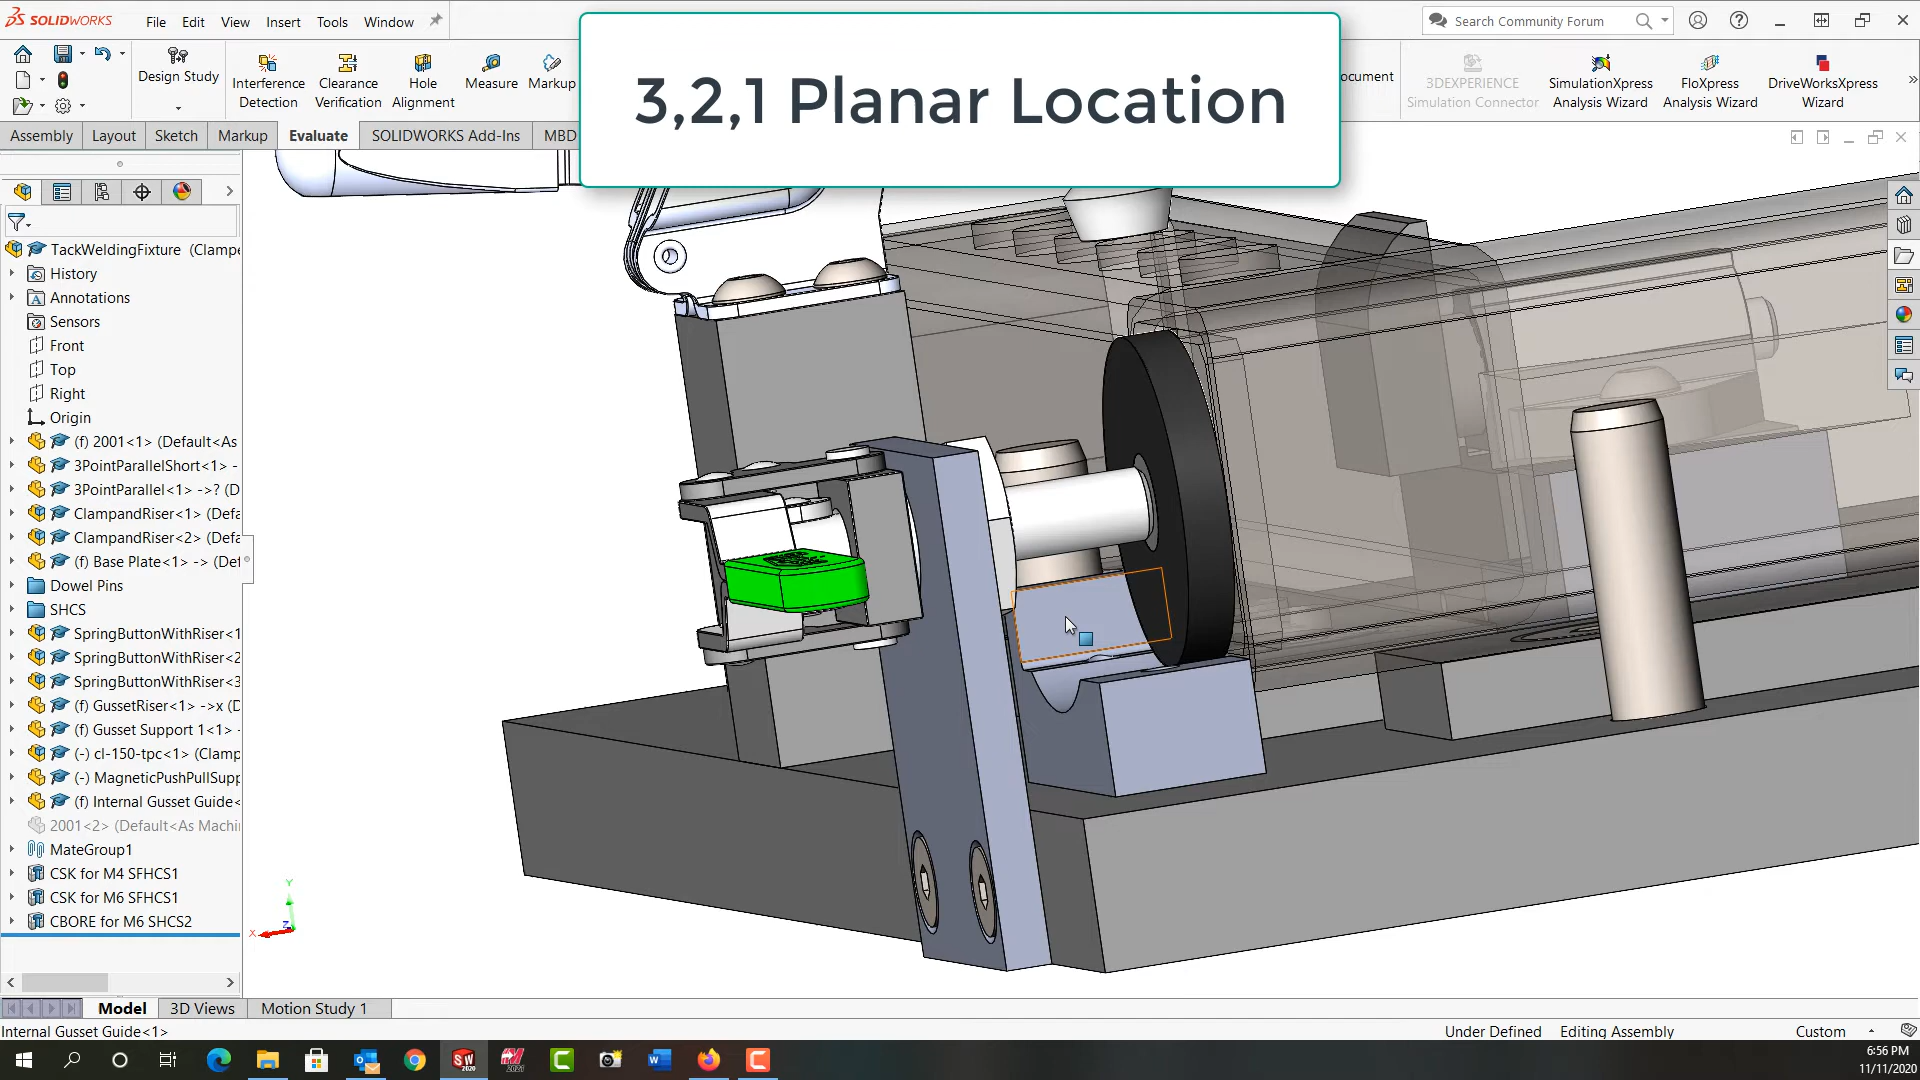 SOLIDWORKS
File Edit View Insert Tools Window
3,2,1 Planar Location
Search Community Forum
Design Study
Interference Detection
Clearance Verification
Hole Alignment
Measure
Markup
ocument
3DEXPERIENCE Simulation Connector
SimulationXpress Analysis Wizard
FloXpress Analysis Wizard
DriveWorksXpress Wizard
Assembly Layout Sketch Markup Evaluate SOLIDWORKS Add-Ins MBD
TackWeldingFixture (Clampe
History
Annotations
Sensors
Front
Top
Right
Origin
(f) 2001<1> (Default<As
3PointParallelShort<1> -
3PointParallel<1> ->? (D
ClampandRiser<1> (Defa
ClampandRiser<2> (Defa
(f) Base Plate<1> -> (Def
Dowel Pins
SHCS
SpringButtonWithRiser<1
SpringButtonWithRiser<2
SpringButtonWithRiser<3
(f) GussetRiser<1> ->x (D
(f) Gusset Support 1<1> -
(-) cl-150-tpc<1> (Clamp
(-) MagneticPushPullSupp
(f) Internal Gusset Guide<
2001<2> (Default<As Machi
MateGroup1
CSK for M4 SFHCS1
CSK for M6 SFHCS1
CBORE for M6 SHCS2
Y
X
Z
Model 3D Views Motion Study 1
Internal Gusset Guide<1>
Under Defined Editing Assembly Custom
6:56 PM
11/11/2020